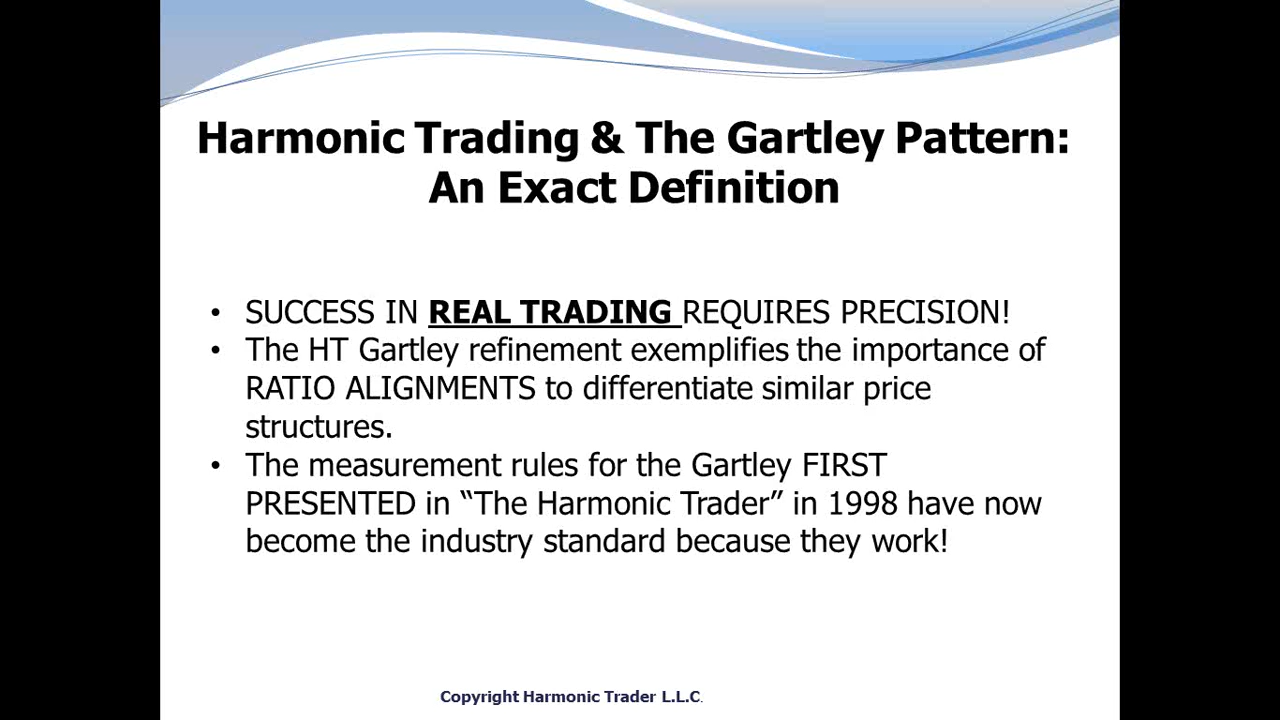 Harmonic Trading & The Gartley Pattern:
An Exact Definition
• SUCCESS IN REAL TRADING REQUIRES PRECISION!
• The HT Gartley refinement exemplifies the importance of
RATIO ALIGNMENTS to differentiate similar price
structures.
• The measurement rules for the Gartley FIRST
PRESENTED in “The Harmonic Trader” in 1998 have now
become the industry standard because they work!
Copyright Harmonic Trader L.L.C.